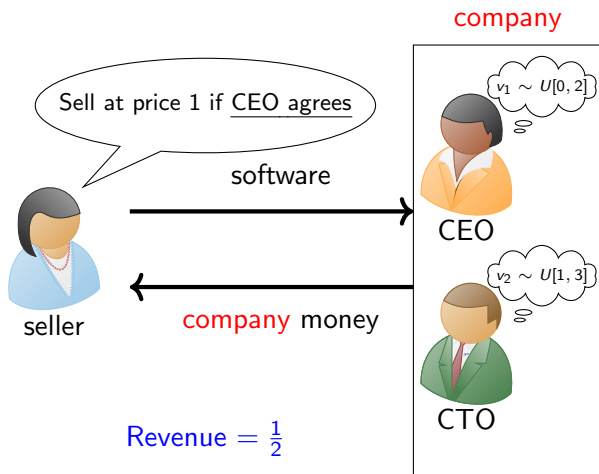 company
v₁ ∼ U[0, 2]
Sell at price 1 if CEO agrees
software
CEO
v₂ ∼ U[1, 3]
seller
company money
CTO
Revenue = 1/2